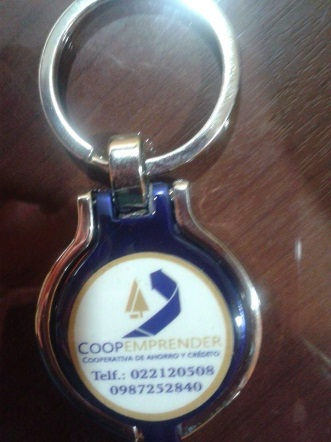 COOPEMPRENDER
COOPERATIVA DE AHORRO Y CRÉDITO
Telf.: 022120508
0987252840